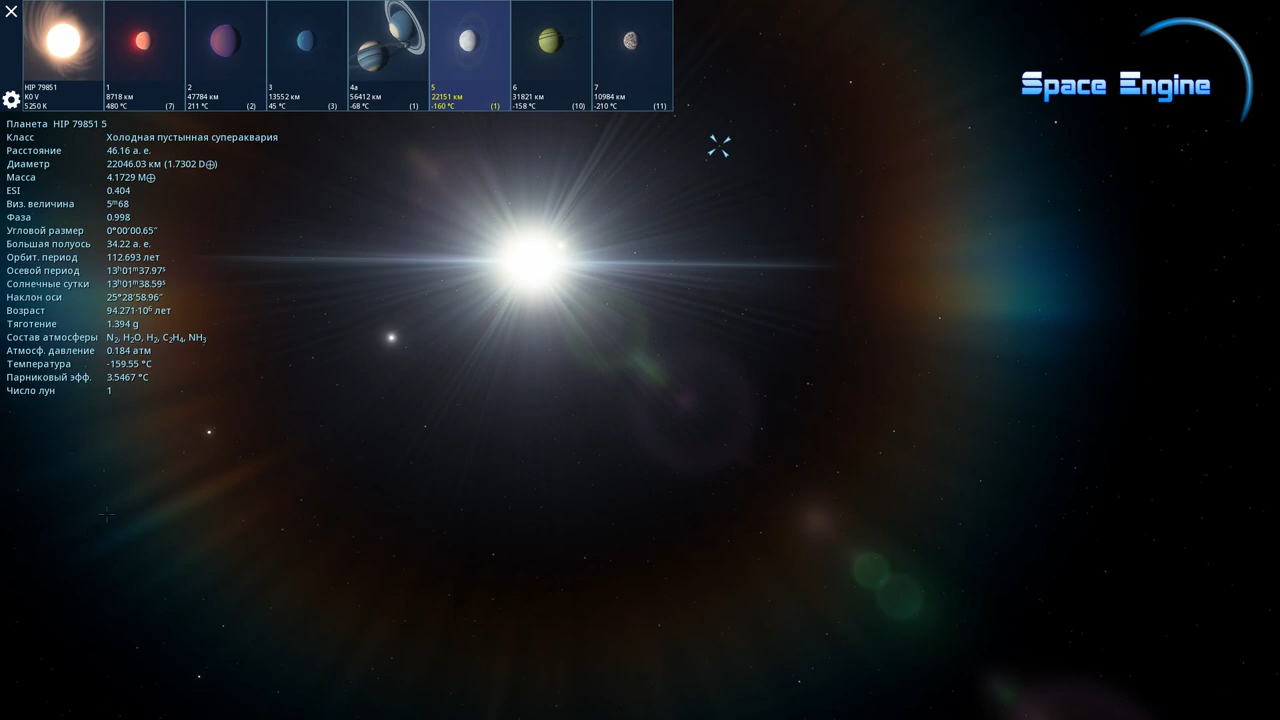 HIP 79851
K0 V
5250 K
1
8718 км
480 °C (7)
2
47784 км
211 °C (2)
3
13552 км
45 °C (3)
4a
56412 км
-68 °C (1)
5
22151 км
-160 °C (1)
6
31821 км
-158 °C (10)
7
10984 км
-210 °C (11)
Space Engine
Планета HIP 79851 5
Класс Холодная пустынная супераквария
Расстояние 46.16 а. е.
Диаметр 22046.03 км (1.7302 D⊕)
Масса 4.1729 M⊕
ESI 0.404
Виз. величина 5ᵐ68
Фаза 0.998
Угловой размер 0°00′00.65″
Большая полуось 34.22 а. е.
Орбит. период 112.693 лет
Осевой период 13ʰ01ᵐ37.97ˢ
Солнечные сутки 13ʰ01ᵐ38.59ˢ
Наклон оси 25°28′58.96″
Возраст 94.271·10⁶ лет
Тяготение 1.394 g
Состав атмосферы N₂, H₂O, H₂, C₂H₄, NH₃
Атмосф. давление 0.184 атм
Температура -159.55 °C
Парниковый эфф. 3.5467 °C
Число лун 1